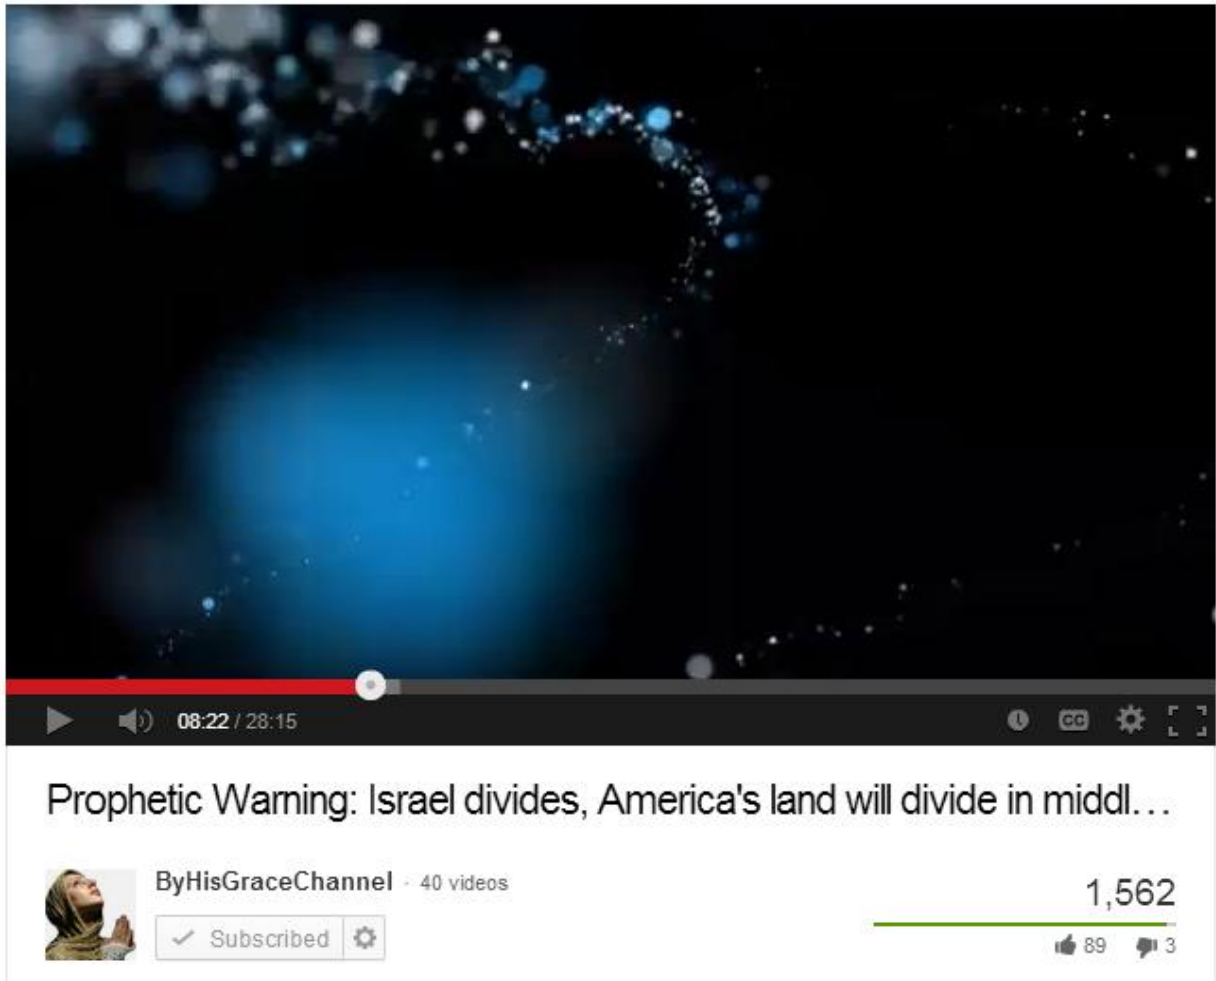 08:22 / 28:15
CC
Prophetic Warning: Israel divides, America's land will divide in middl...
ByHisGraceChannel · 40 videos
1,562
Subscribed
89 3